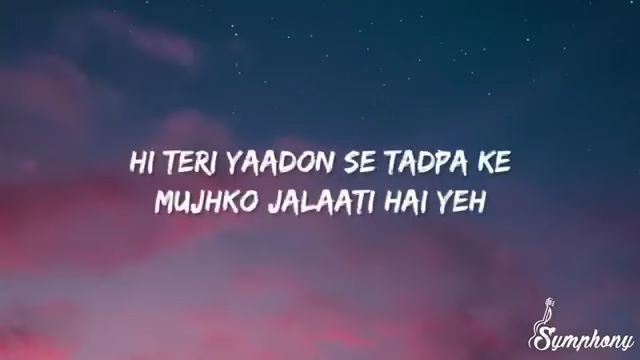 HI TERI YAADON SE TADPA KE
MUJHKO JALAATI HAI YEH
Symphony